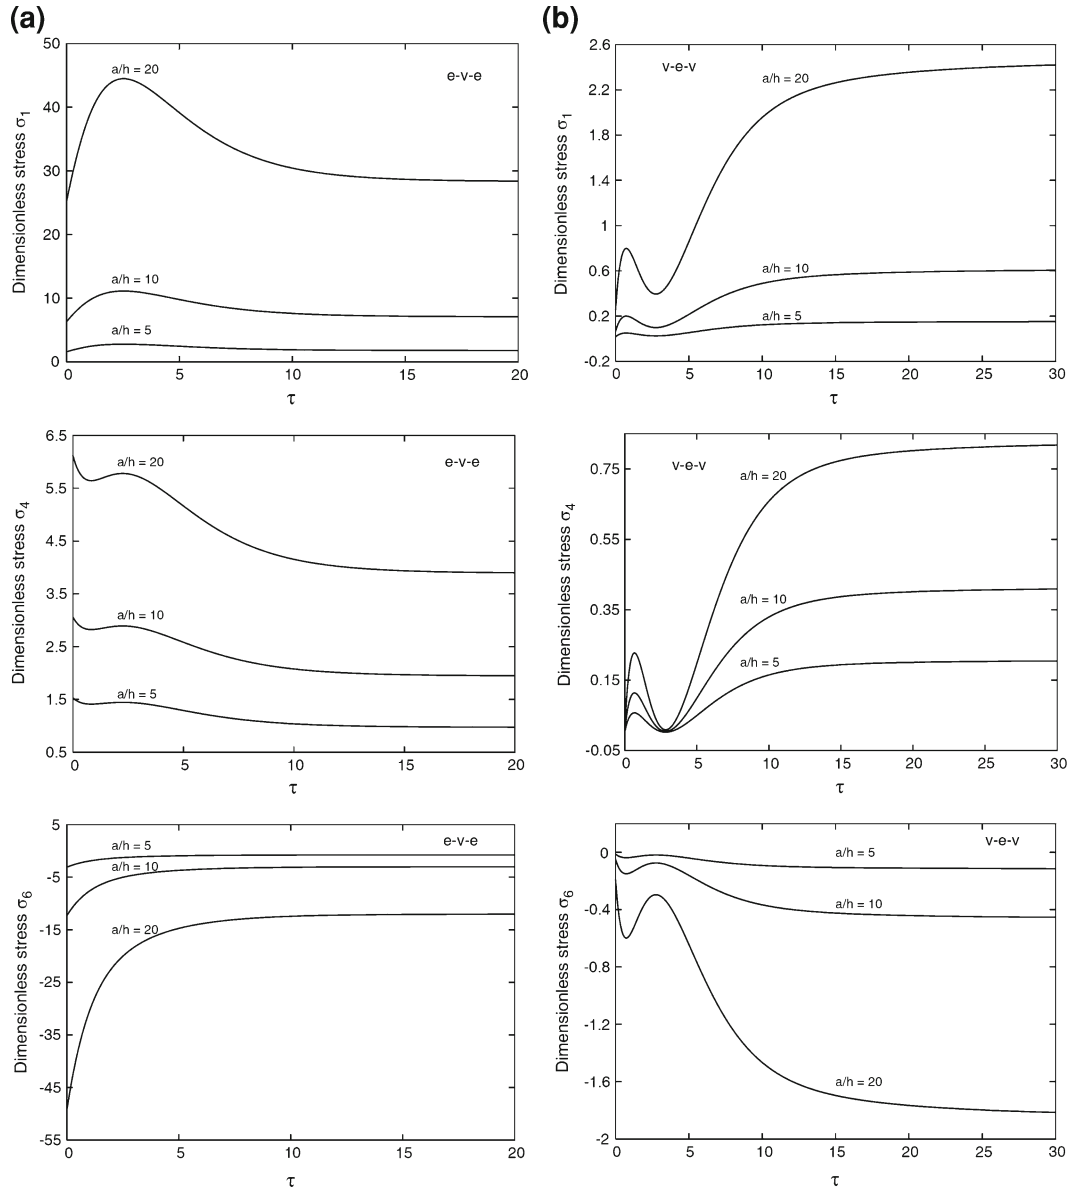 (a)
Dimensionless stress σ1
50
40
30
20
10
0
a/h = 20
e-v-e
a/h = 10
a/h = 5
0 5 10 15 20
τ
(b)
Dimensionless stress σ1
2.6
2.2
1.8
1.4
1
0.6
0.2
-0.2
v-e-v
a/h = 20
a/h = 10
a/h = 5
0 5 10 15 20 25 30
τ
Dimensionless stress σ4
6.5
5.5
4.5
3.5
2.5
1.5
0.5
a/h = 20
e-v-e
a/h = 10
a/h = 5
0 5 10 15 20
τ
Dimensionless stress σ4
0.75
0.55
0.35
0.15
-0.05
v-e-v
a/h = 20
a/h = 10
a/h = 5
0 5 10 15 20 25 30
τ
Dimensionless stress σ6
5
-5
-15
-25
-35
-45
-55
a/h = 5
e-v-e
a/h = 10
a/h = 20
0 5 10 15 20
τ
Dimensionless stress σ6
0
-0.4
-0.8
-1.2
-1.6
-2
v-e-v
a/h = 5
a/h = 10
a/h = 20
0 5 10 15 20 25 30
τ